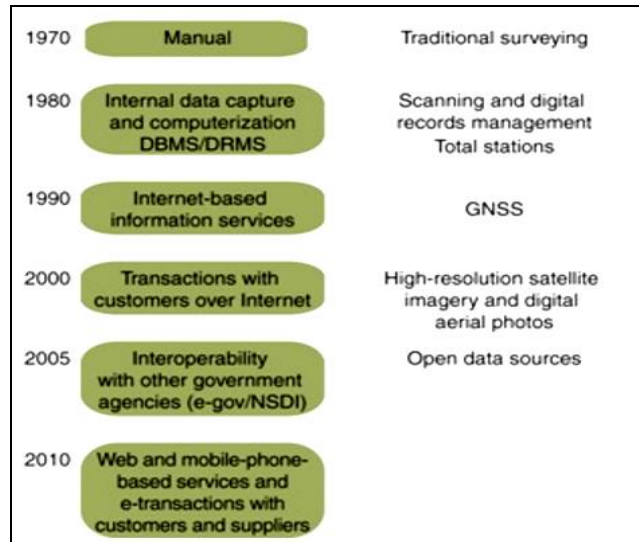 1970 Manual Traditional surveying
1980 Internal data capture Scanning and digital
and computerization records management
DBMS/DRMS Total stations
1990 Internet-based
information services GNSS
2000 Transactions with High-resolution satellite
customers over Internet imagery and digital
aerial photos
2005 Interoperability Open data sources
with other government
agencies (e-gov/NSDI)
2010 Web and mobile-phone-
based services and
e-transactions with
customers and suppliers